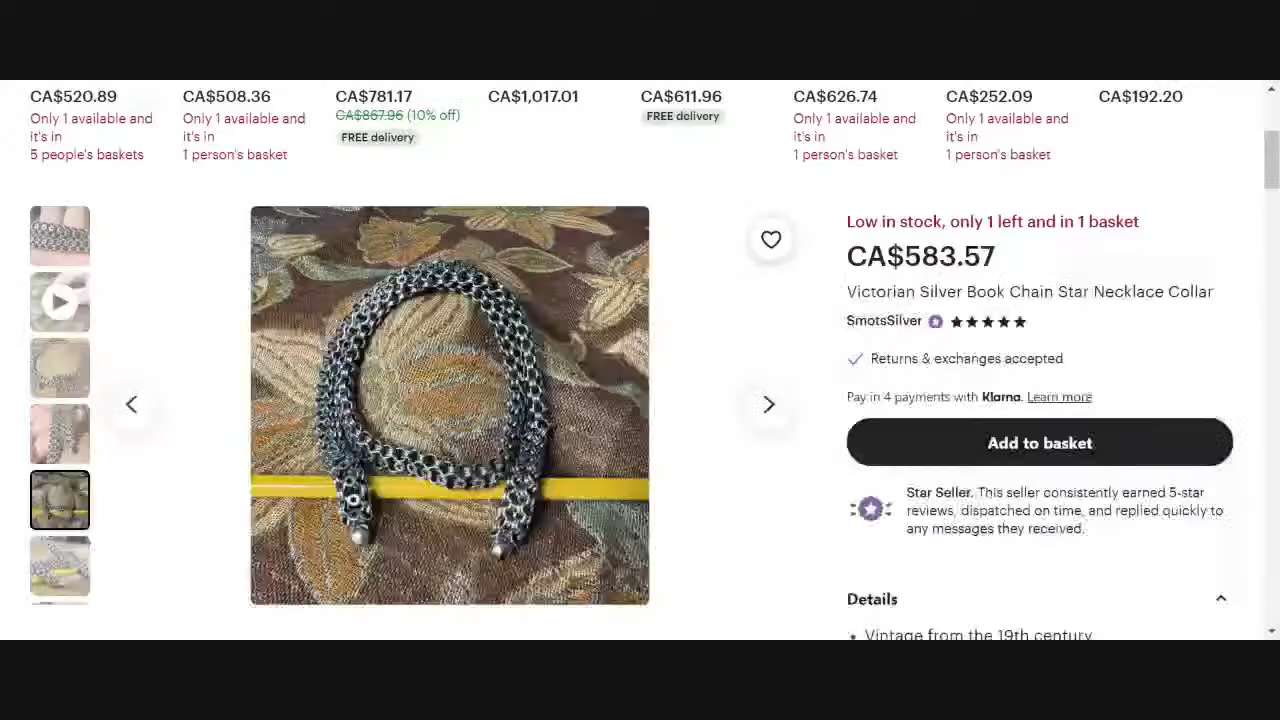 CA$520.89
Only 1 available and
it's in
5 people's baskets
CA$508.36
Only 1 available and
it's in
1 person's basket
CA$781.17
CA$867.96 (10% off)
FREE delivery
CA$1,017.01
CA$611.96
FREE delivery
CA$626.74
Only 1 available and
it's in
1 person's basket
CA$252.09
Only 1 available and
it's in
1 person's basket
CA$192.20
Low in stock, only 1 left and in 1 basket
CA$583.57
Victorian Silver Book Chain Star Necklace Collar
SmotsSilver
Returns & exchanges accepted
Pay in 4 payments with Klarna. Learn more
Add to basket
Star Seller. This seller consistently earned 5-star
reviews, dispatched on time, and replied quickly to
any messages they received.
Details
• Vintage from the 19th century